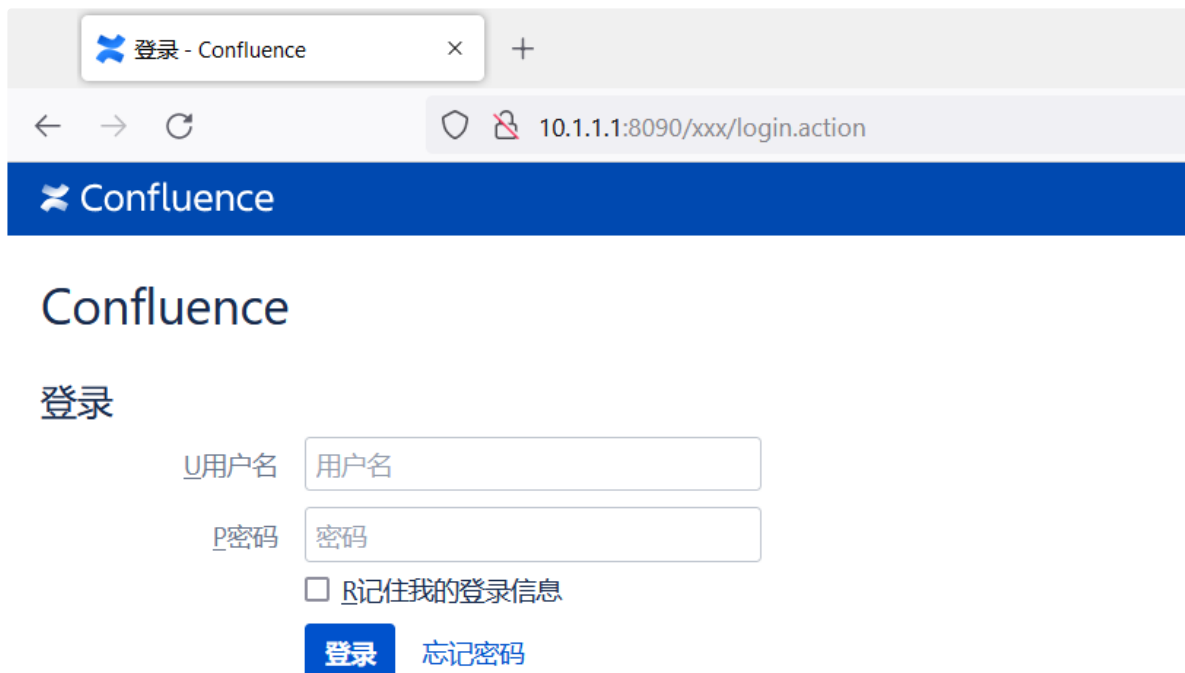 登录 - Confluence
10.1.1.1:8090/xxx/login.action
Confluence
Confluence
登录
U用户名 用户名
P密码 密码
R记住我的登录信息
登录 忘记密码